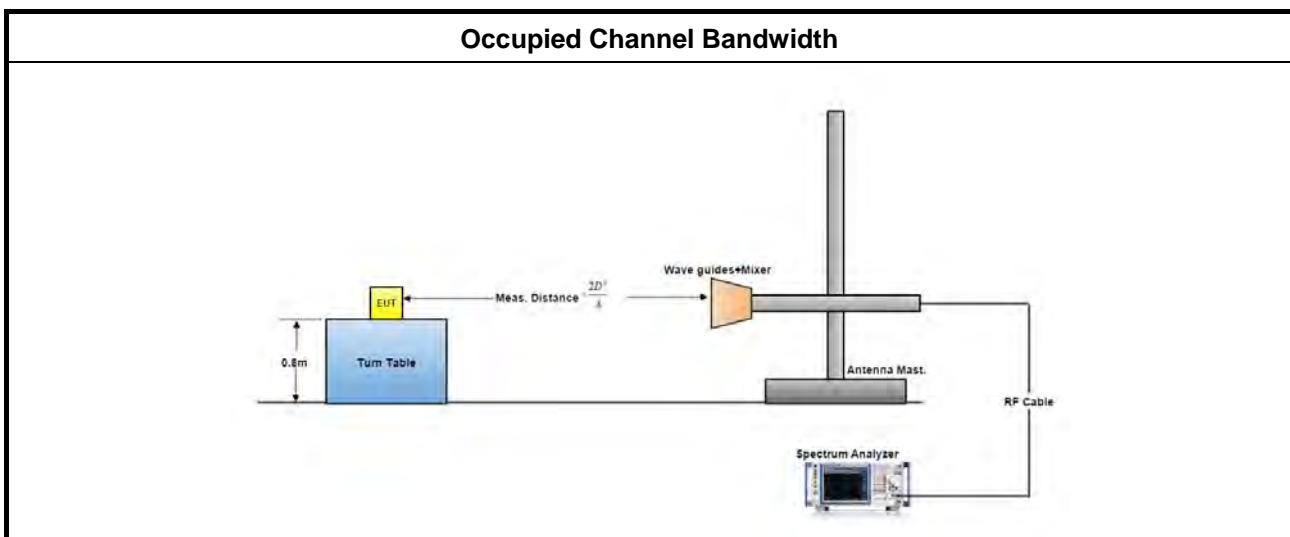 Occupied Channel Bandwidth
Wave guides+Mixer
EUT
Meas. Distance
0.8m
Turn Table
Antenna Mast.
RF Cable
Spectrum Analyzer